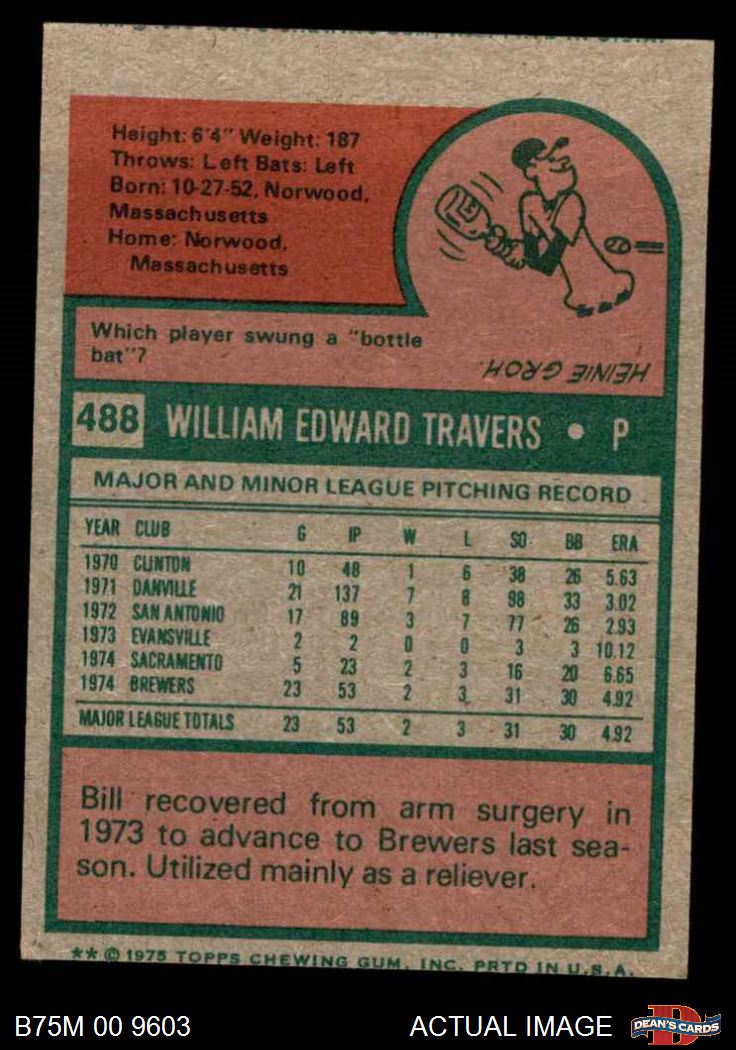 Height: 6'4" Weight: 187
Throws: Left Bats: Left
Born: 10-27-52, Norwood,
Massachusetts
Home: Norwood,
Massachusetts
Which player swung a "bottle
bat"?
HEINIE GROH.
488 WILLIAM EDWARD TRAVERS • P
MAJOR AND MINOR LEAGUE PITCHING RECORD
YEAR CLUB G IP W L SO BB ERA
1970 CLINTON 10 48 1 6 38 26 5.63
1971 DANVILLE 21 137 7 8 98 33 3.02
1972 SAN ANTONIO 17 89 3 7 77 26 2.93
1973 EVANSVILLE 2 2 0 0 3 3 10.12
1974 SACRAMENTO 5 23 2 3 16 20 6.65
1974 BREWERS 23 53 2 3 31 30 4.92
MAJOR LEAGUE TOTALS 23 53 2 3 31 30 4.92
Bill recovered from arm surgery in
1973 to advance to Brewers last sea-
son. Utilized mainly as a reliever.
** © 1975 TOPPS CHEWING GUM, INC. PRTD IN U.S.A.
B75M 00 9603 ACTUAL IMAGE DEAN'S CARDS